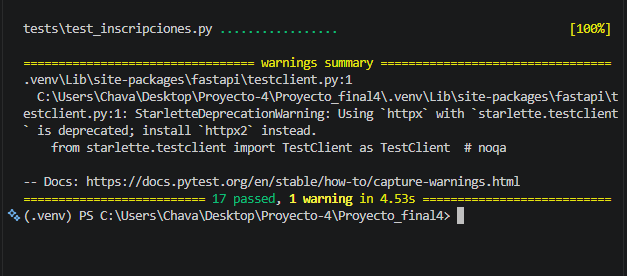 tests\test_inscripciones.py ................. [100%]
=============================== warnings summary ===============================
.venv\Lib\site-packages\fastapi\testclient.py:1
  C:\Users\Chava\Desktop\Proyecto-4\Proyecto_final4\.venv\Lib\site-packages\fastapi\t
estclient.py:1: StarletteDeprecationWarning: Using `httpx` with `starlette.testclient
` is deprecated; install `httpx2` instead.
    from starlette.testclient import TestClient as TestClient  # noqa
-- Docs: https://docs.pytest.org/en/stable/how-to/capture-warnings.html
======================== 17 passed, 1 warning in 4.53s =========================
(.venv) PS C:\Users\Chava\Desktop\Proyecto-4\Proyecto_final4>